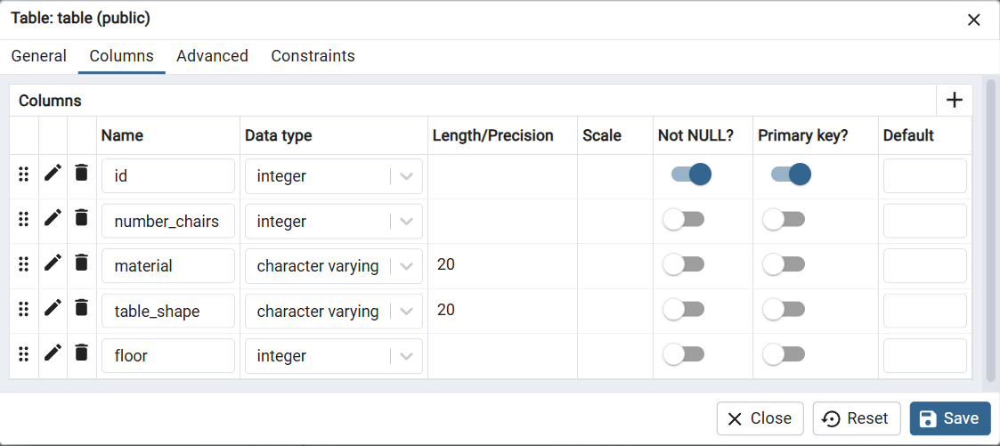 Table: table (public)
General Columns Advanced Constraints
Columns
Name Data type Length/Precision Scale Not NULL? Primary key? Default
id integer
number_chairs integer
material character varying 20
table_shape character varying 20
floor integer
Close Reset Save